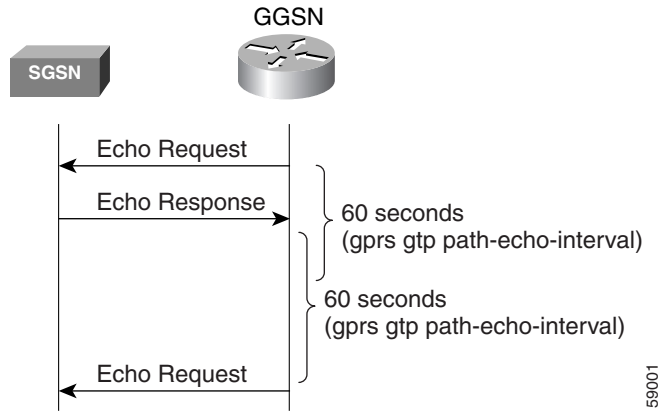 GGSN
SGSN
Echo Request
Echo Response
60 seconds
(gprs gtp path-echo-interval)
60 seconds
(gprs gtp path-echo-interval)
Echo Request
59001